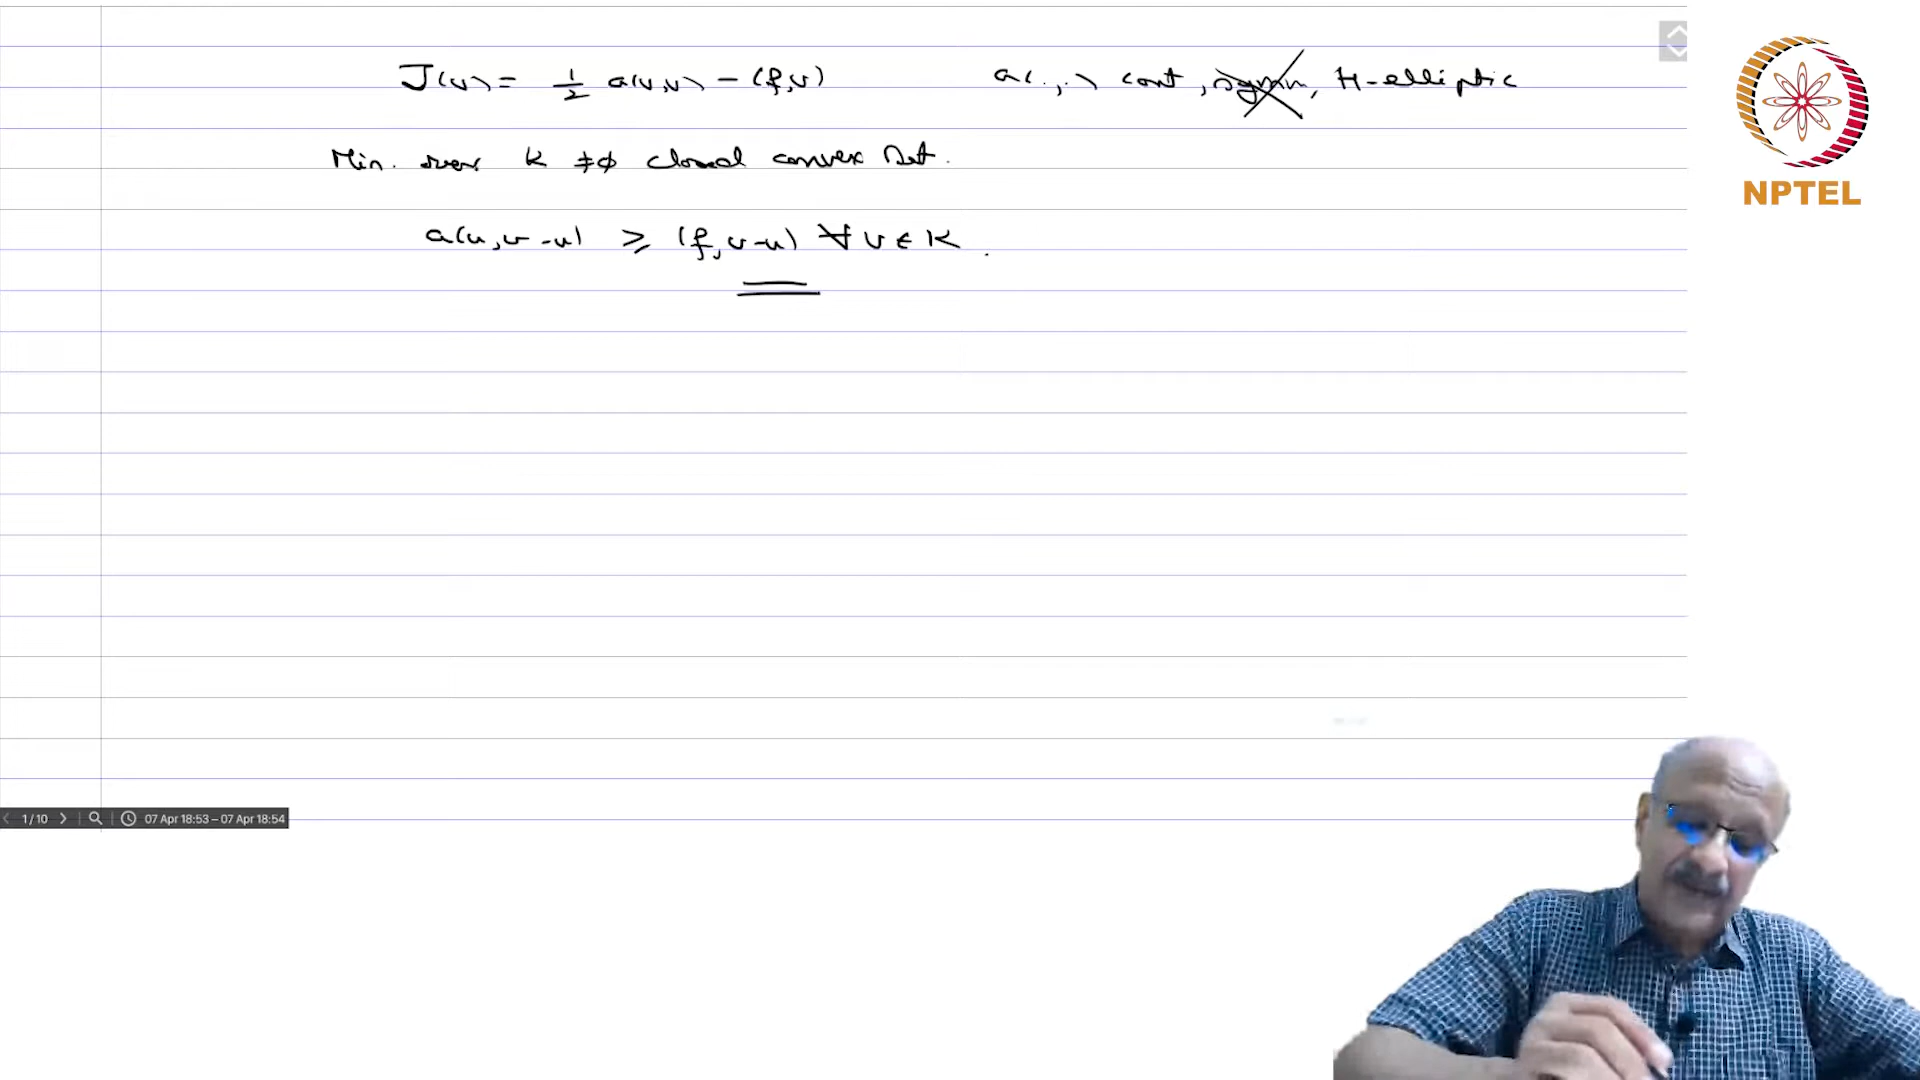 J(v) = 1/2 a(v,v) - (f,v) a(.,.) cont, symm, H-elliptic
Min. over K ≠ φ closed convex set.
a(u,v-u) ≥ (f,v-u) ∀ v ∈ K.
NPTEL
1/10 07 Apr 18:53 – 07 Apr 18:54